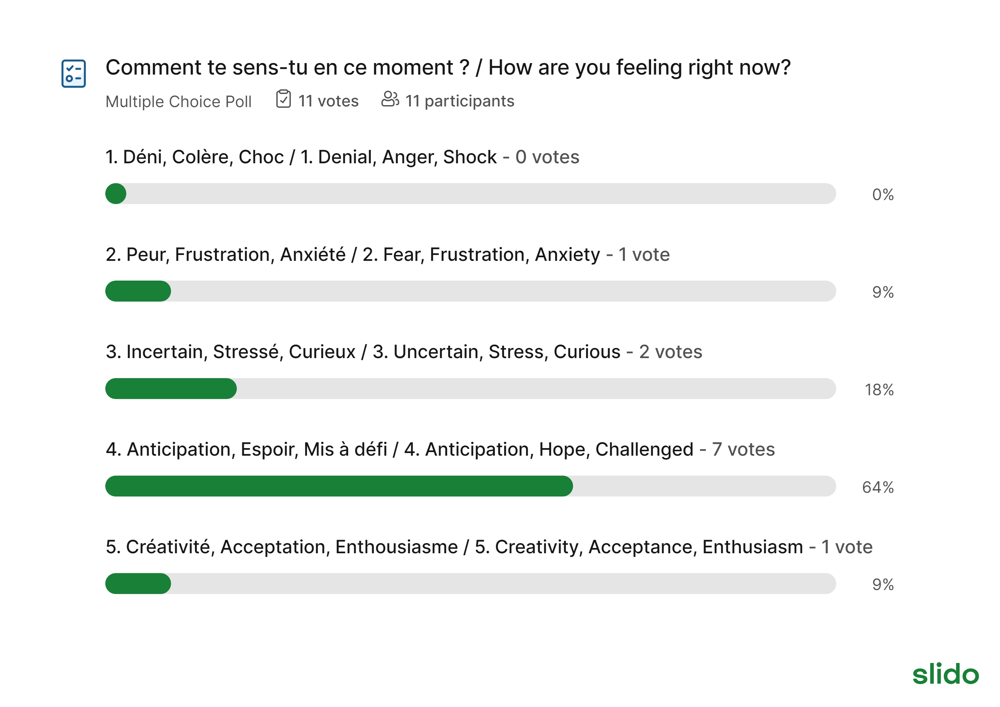 Comment te sens-tu en ce moment ? / How are you feeling right now?
Multiple Choice Poll 11 votes 11 participants
1. Déni, Colère, Choc / 1. Denial, Anger, Shock - 0 votes
0%
2. Peur, Frustration, Anxiété / 2. Fear, Frustration, Anxiety - 1 vote
9%
3. Incertain, Stressé, Curieux / 3. Uncertain, Stress, Curious - 2 votes
18%
4. Anticipation, Espoir, Mis à défi / 4. Anticipation, Hope, Challenged - 7 votes
64%
5. Créativité, Acceptation, Enthousiasme / 5. Creativity, Acceptance, Enthusiasm - 1 vote
9%
slido